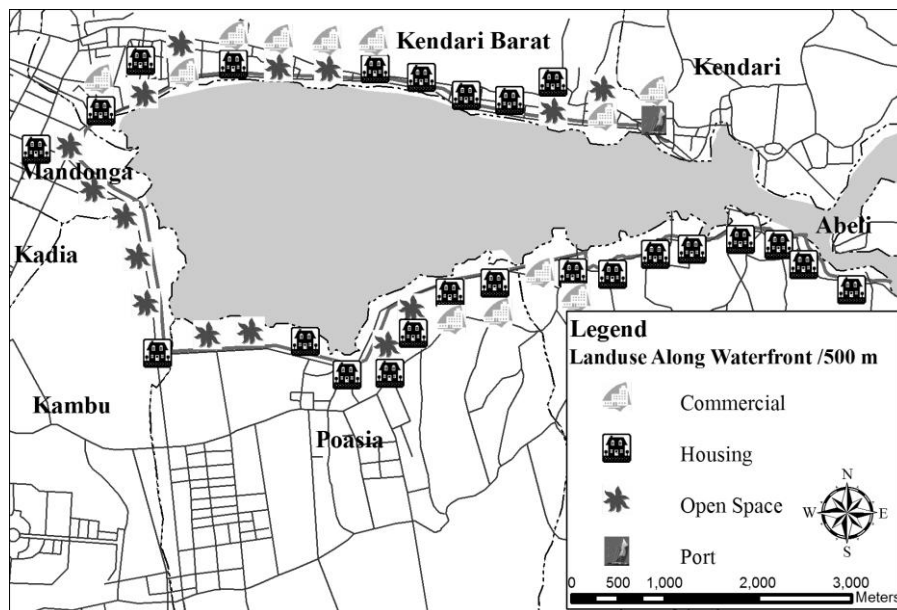 Kendari Barat
Kendari
Mandonga
Abeli
Kadia
Kambu
Poasia
Legend
Landuse Along Waterfront /500 m
Commercial
Housing
Open Space
Port
N
W E
S
0 500 1,000 2,000 3,000
Meters